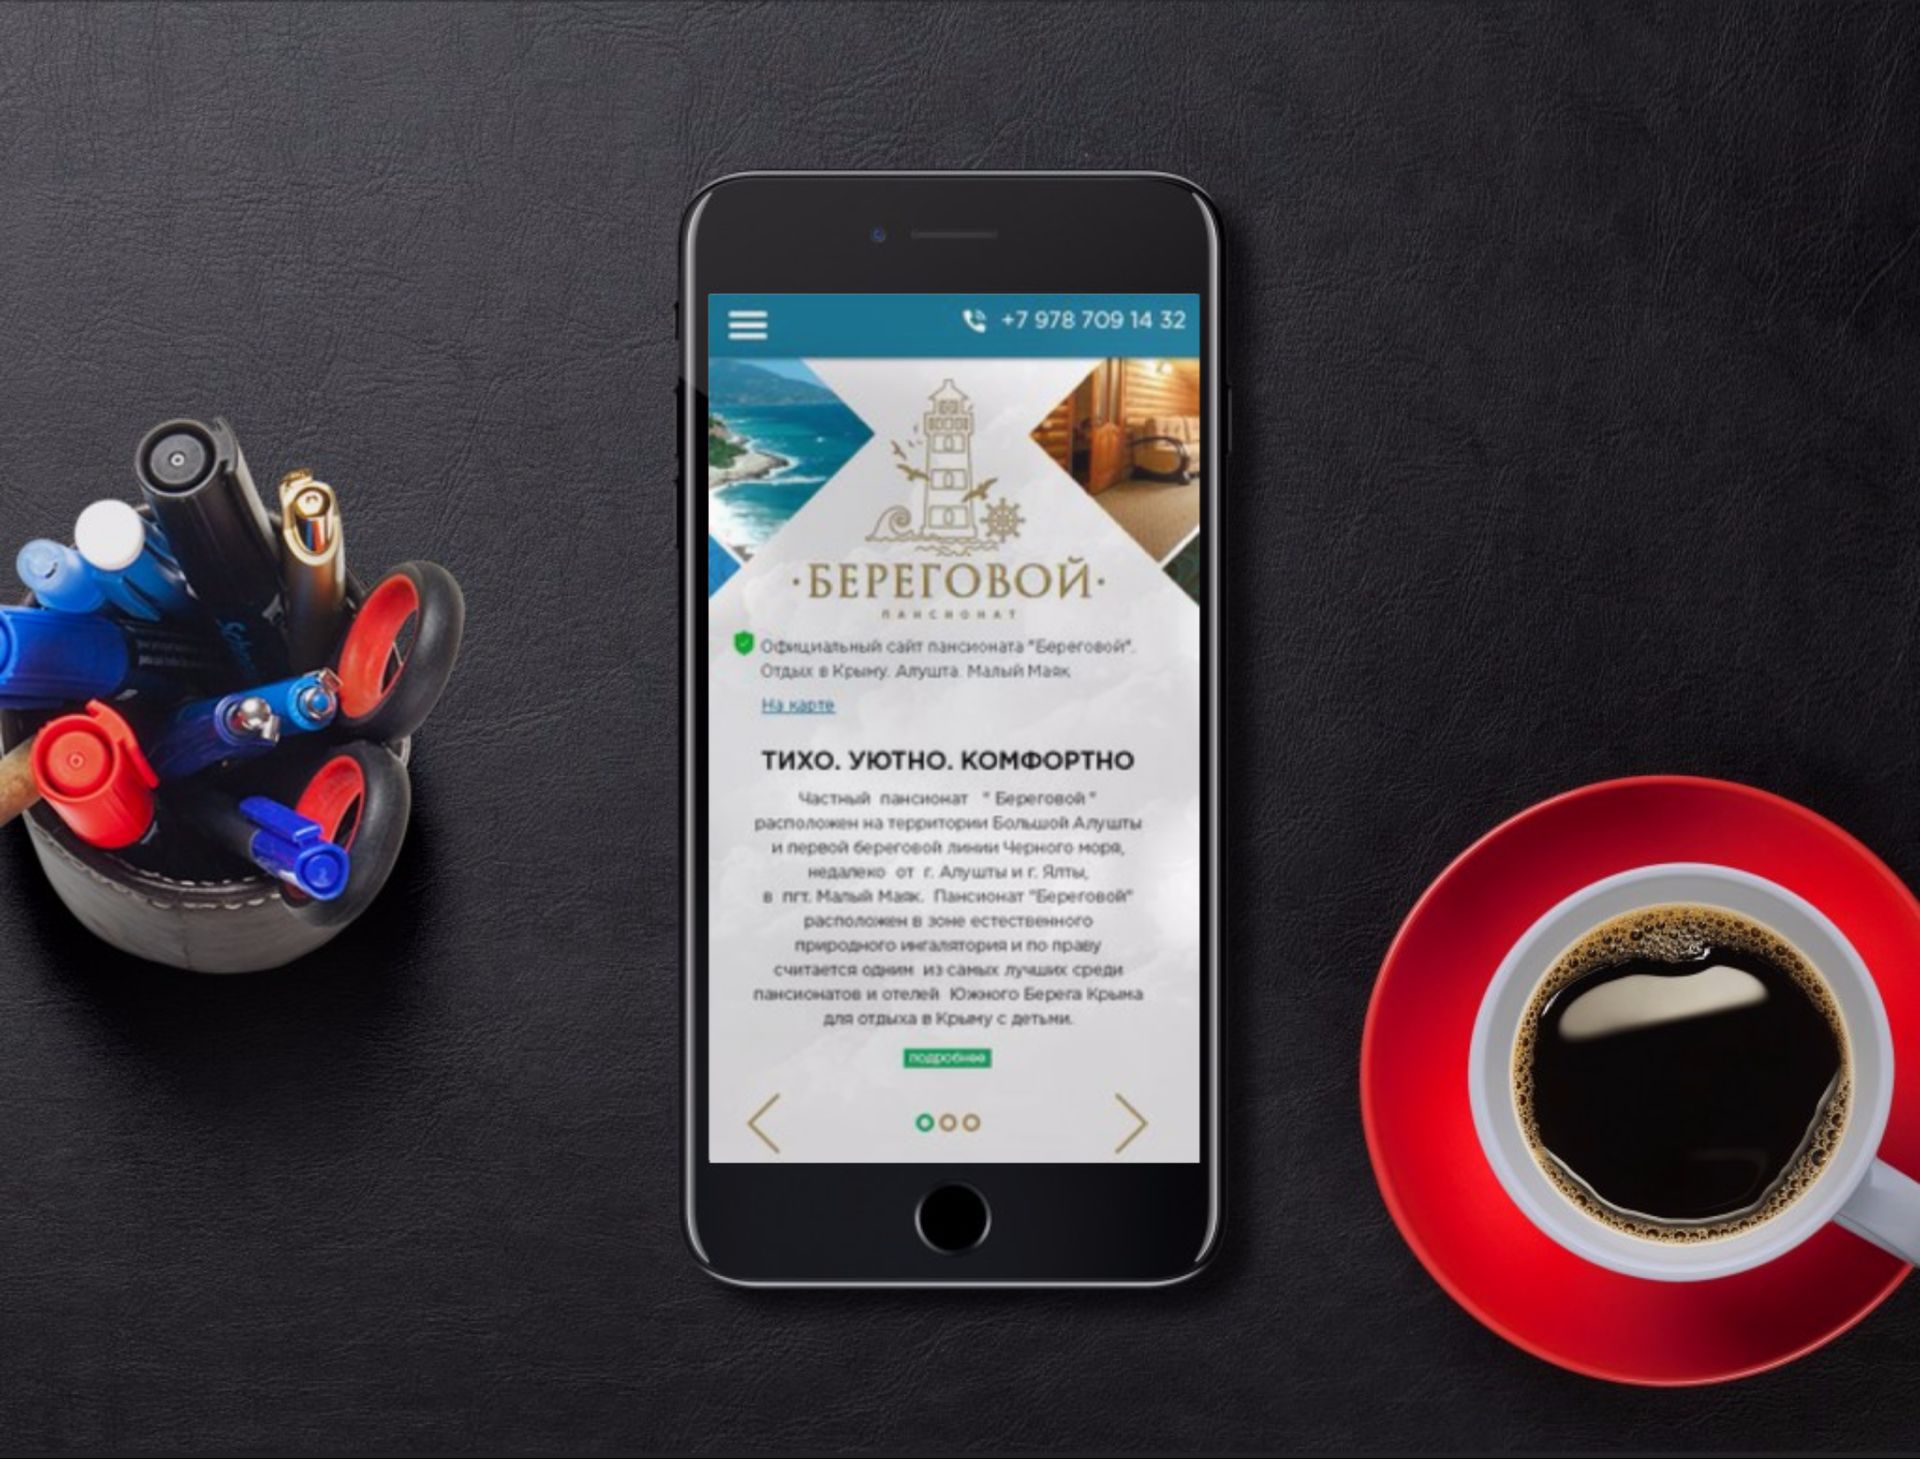 +7 978 709 14 32
·БЕРЕГОВОЙ·
ПАНСИОНАТ
Официальный сайт пансионата "Береговой".
Отдых в Крыму. Алушта. Малый Маяк
На карте
ТИХО. УЮТНО. КОМФОРТНО
Частный пансионат " Береговой "
расположен на территории Большой Алушты
и первой береговой линии Черного моря,
недалеко от г. Алушты и г. Ялты,
в пгт. Малый Маяк. Пансионат "Береговой"
расположен в зоне естественного
природного ингалятория и по праву
считается одним из самых лучших среди
пансионатов и отелей Южного Берега Крыма
для отдыха в Крыму с детьми.
подробнее